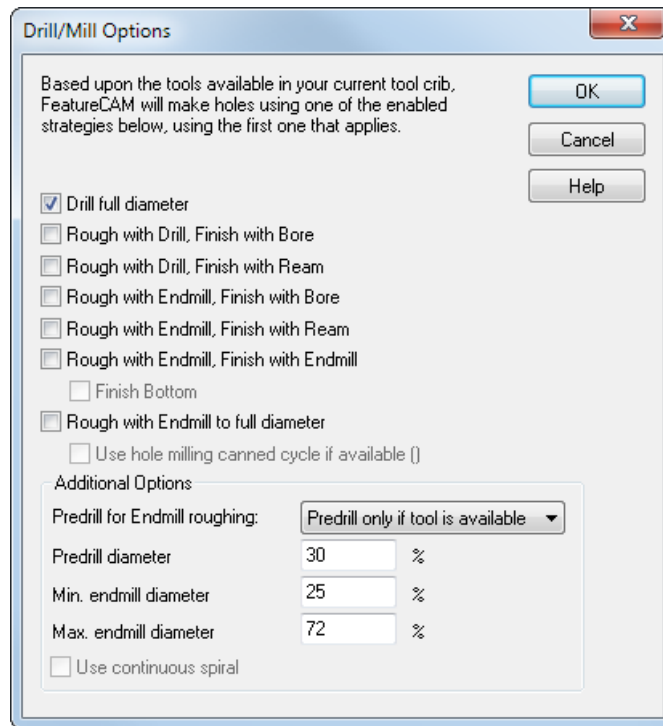 Drill/Mill Options
Based upon the tools available in your current tool crib,
FeatureCAM will make holes using one of the enabled
strategies below, using the first one that applies.
OK
Cancel
Help
Drill full diameter
Rough with Drill, Finish with Bore
Rough with Drill, Finish with Ream
Rough with Endmill, Finish with Bore
Rough with Endmill, Finish with Ream
Rough with Endmill, Finish with Endmill
Finish Bottom
Rough with Endmill to full diameter
Use hole milling canned cycle if available ()
Additional Options
Predrill for Endmill roughing: Predrill only if tool is available
Predrill diameter 30 %
Min. endmill diameter 25 %
Max. endmill diameter 72 %
Use continuous spiral